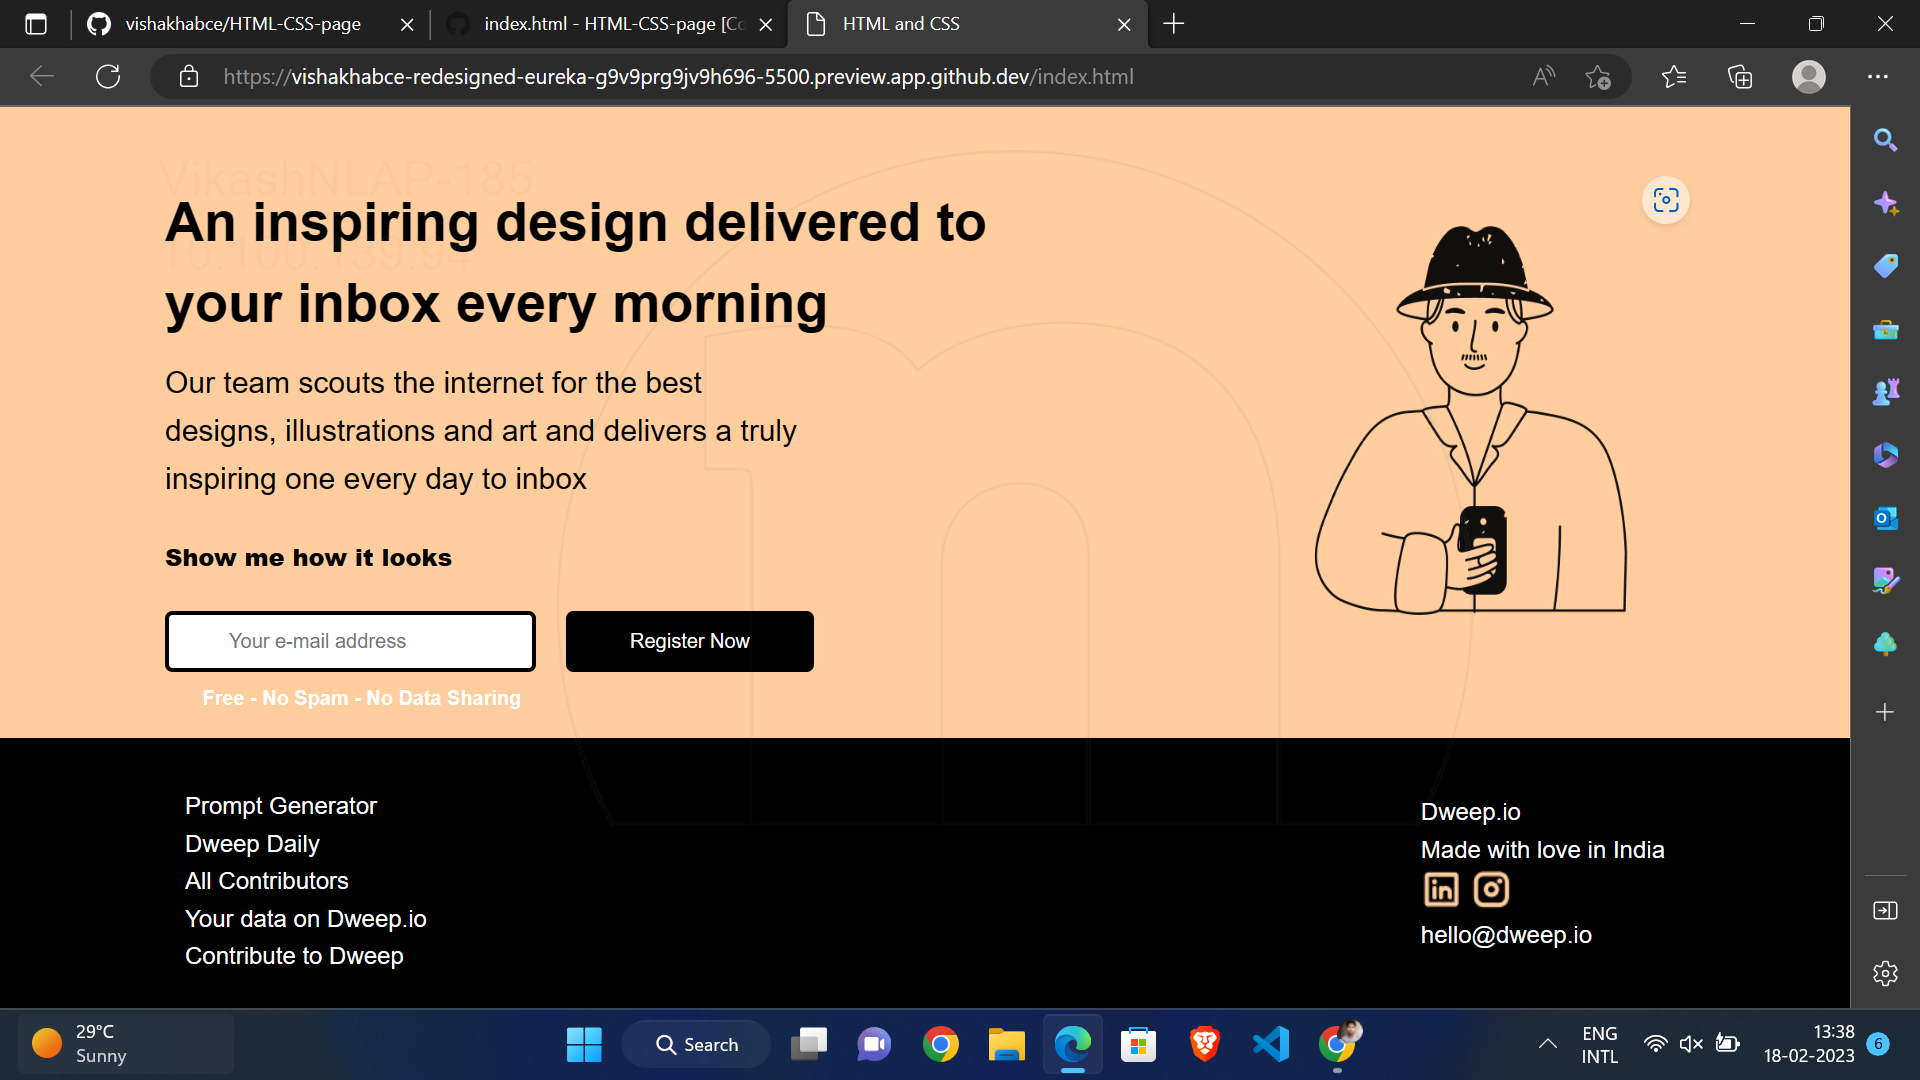 vishakhabce/HTML-CSS-page
index.html - HTML-CSS-page [Co
HTML and CSS
https://vishakhabce-redesigned-eureka-g9v9prg9jv9h696-5500.preview.app.github.dev/index.html
VikashNLAP-185
10.100.139.94
An inspiring design delivered to
your inbox every morning
Our team scouts the internet for the best
designs, illustrations and art and delivers a truly
inspiring one every day to inbox
Show me how it looks
Your e-mail address
Register Now
Free - No Spam - No Data Sharing
Prompt Generator
Dweep Daily
All Contributors
Your data on Dweep.io
Contribute to Dweep
Dweep.io
Made with love in India
in
hello@dweep.io
29°C
Sunny
Search
ENG
INTL
13:38
18-02-2023
6